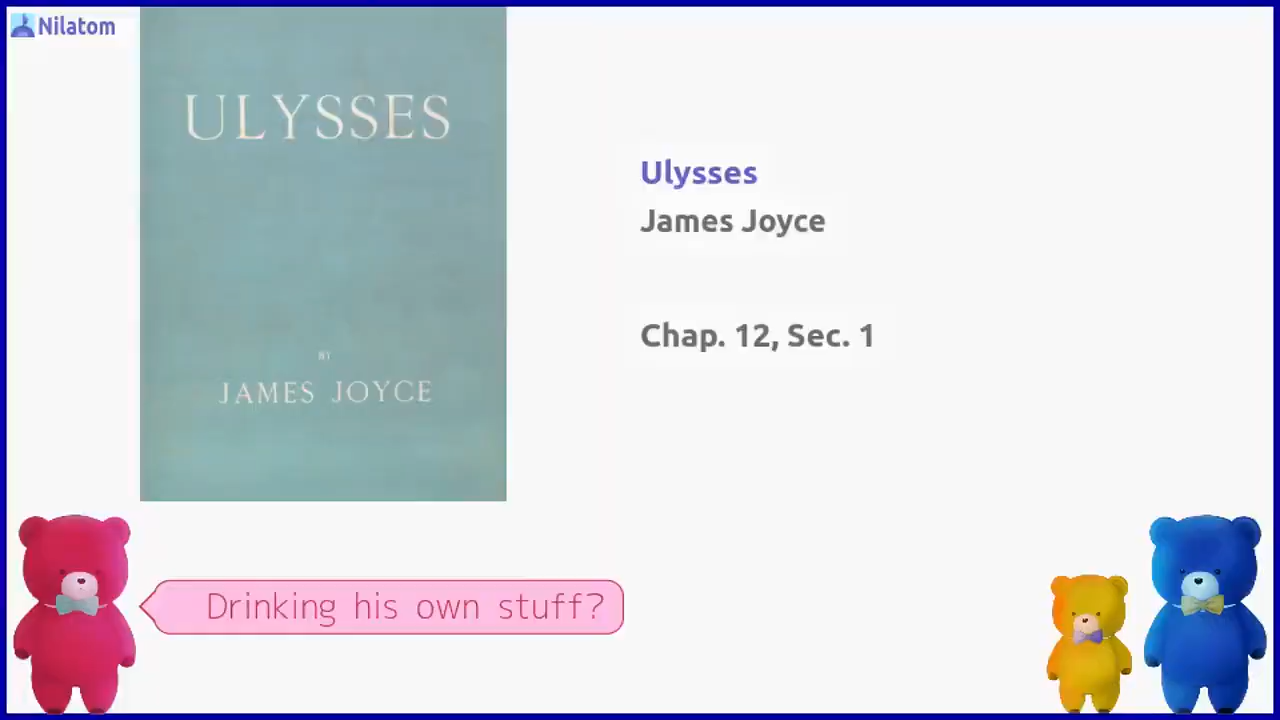 Nilatom
ULYSSES
BY
JAMES JOYCE
Ulysses
James Joyce
Chap. 12, Sec. 1
Drinking his own stuff?